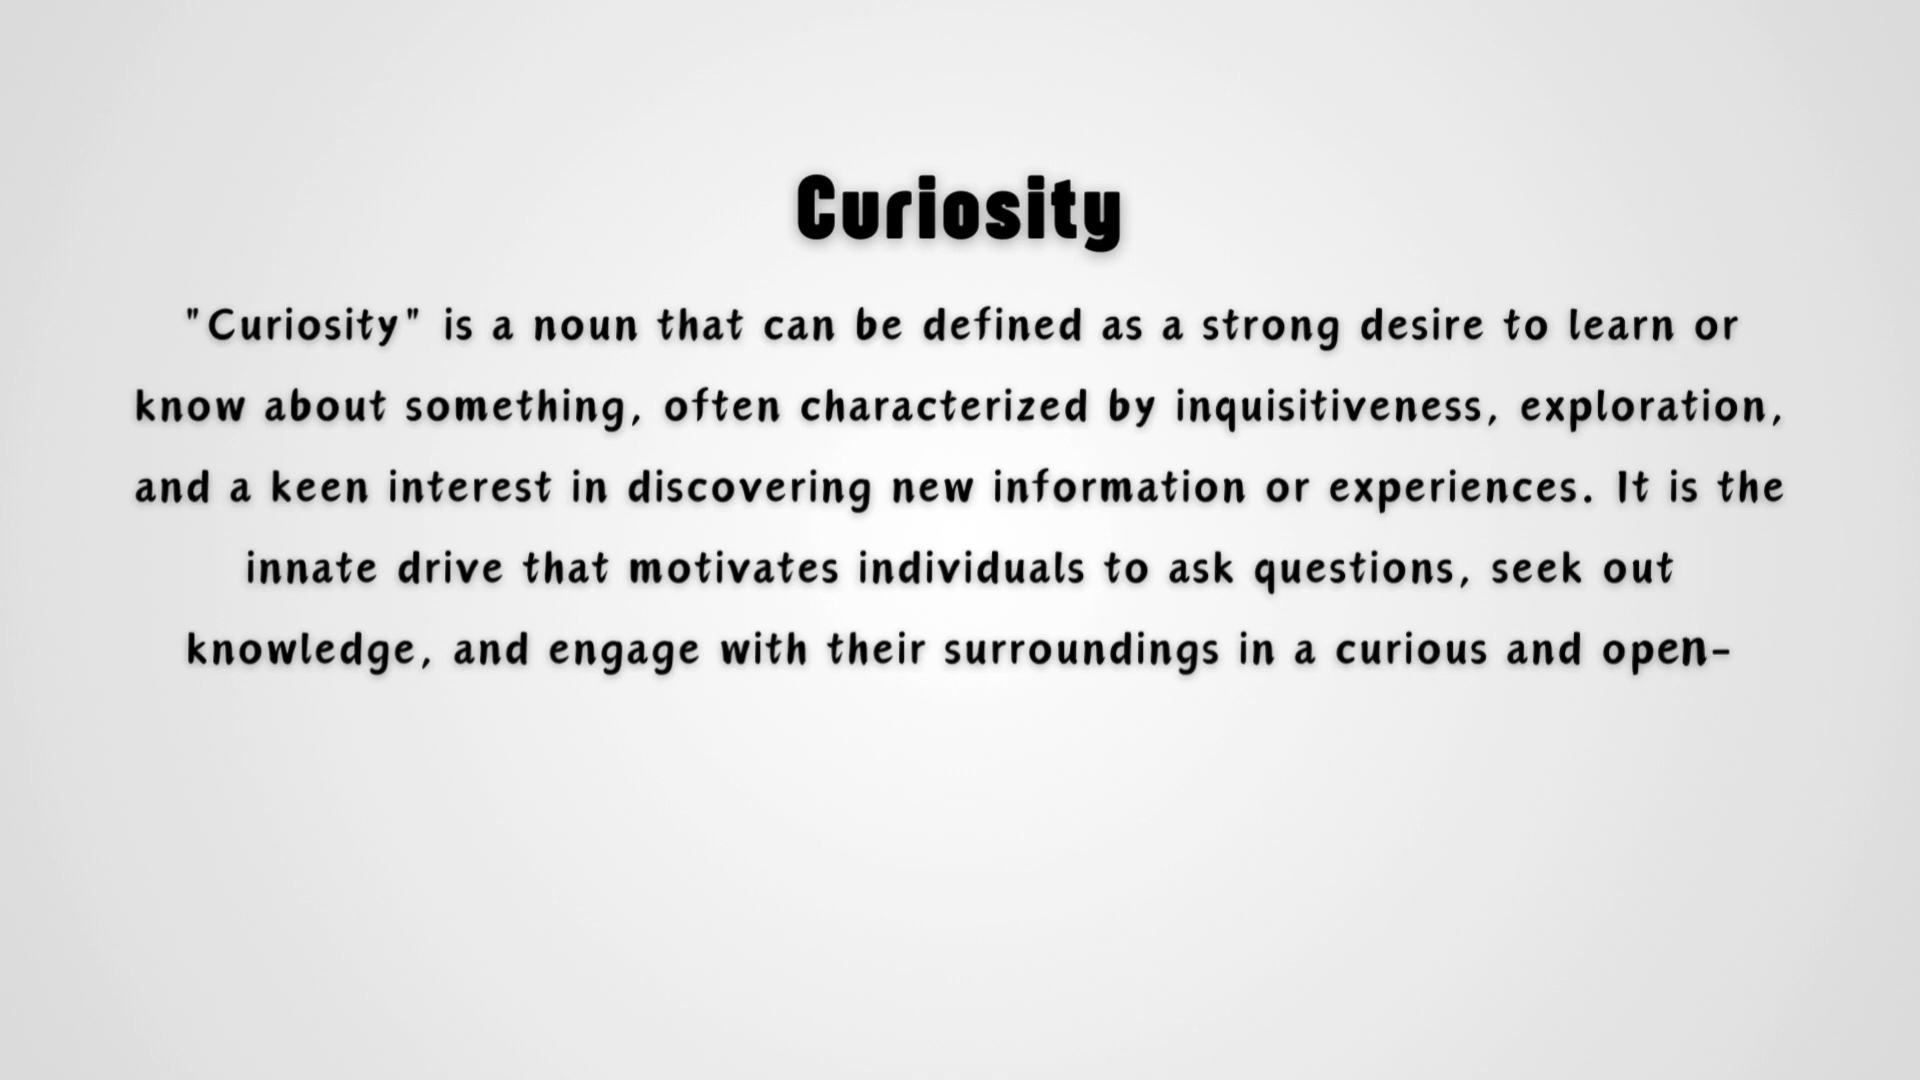 Curiosity
"Curiosity" is a noun that can be defined as a strong desire to learn or
know about something, often characterized by inquisitiveness, exploration,
and a keen interest in discovering new information or experiences. It is the
innate drive that motivates individuals to ask questions, seek out
knowledge, and engage with their surroundings in a curious and open-